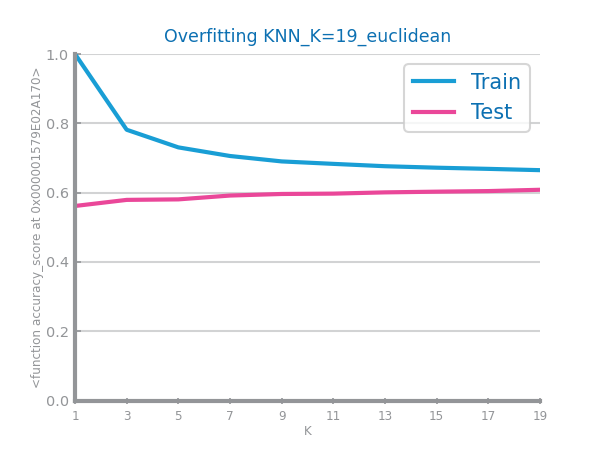 Overfitting KNN_K=19_euclidean
<function accuracy_score at 0x000001579E02A170>
1.0
0.8
0.6
0.4
0.2
0.0
Train
Test
1 3 5 7 9 11 13 15 17 19
K